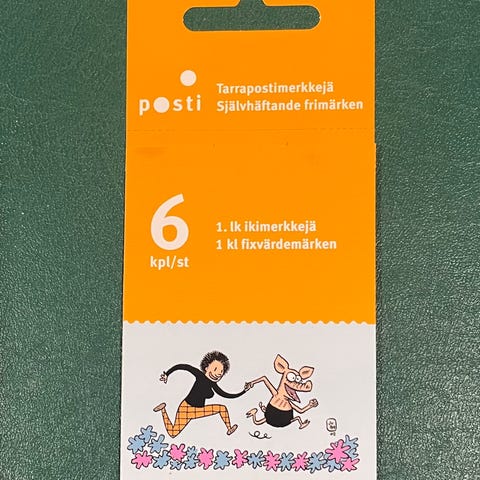 posti
Tarrapostimerkkejä
Självhäftande frimärken
6
kpl/st
1. lk ikimerkkejä
1 kl fixvärdemärken